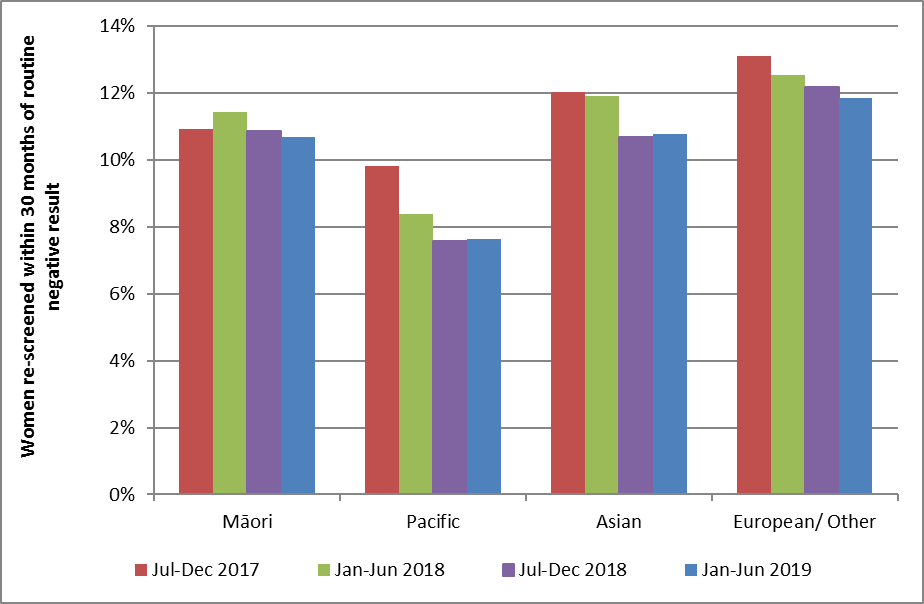 Women re-screened within 30 months of routine
negative result
14%
12%
10%
8%
6%
4%
2%
0%
Māori Pacific Asian European/ Other
Jul-Dec 2017 Jan-Jun 2018 Jul-Dec 2018 Jan-Jun 2019